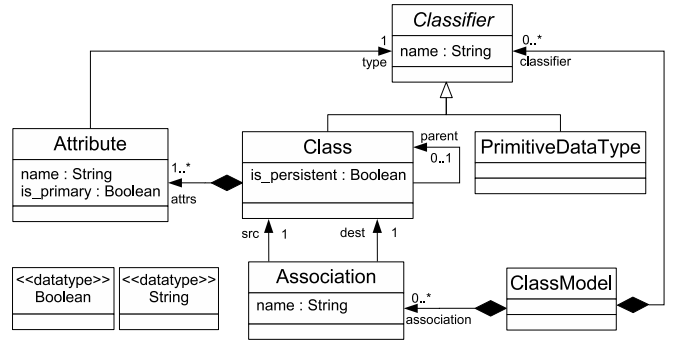 Classifier
name : String
1
type
0..*
classifier
Attribute
name : String
is_primary : Boolean
1..*
attrs
Class
is_persistent : Boolean
parent
0..1
PrimitiveDataType
src
1
dest
1
<<datatype>>
Boolean
<<datatype>>
String
Association
name : String
0..*
association
ClassModel